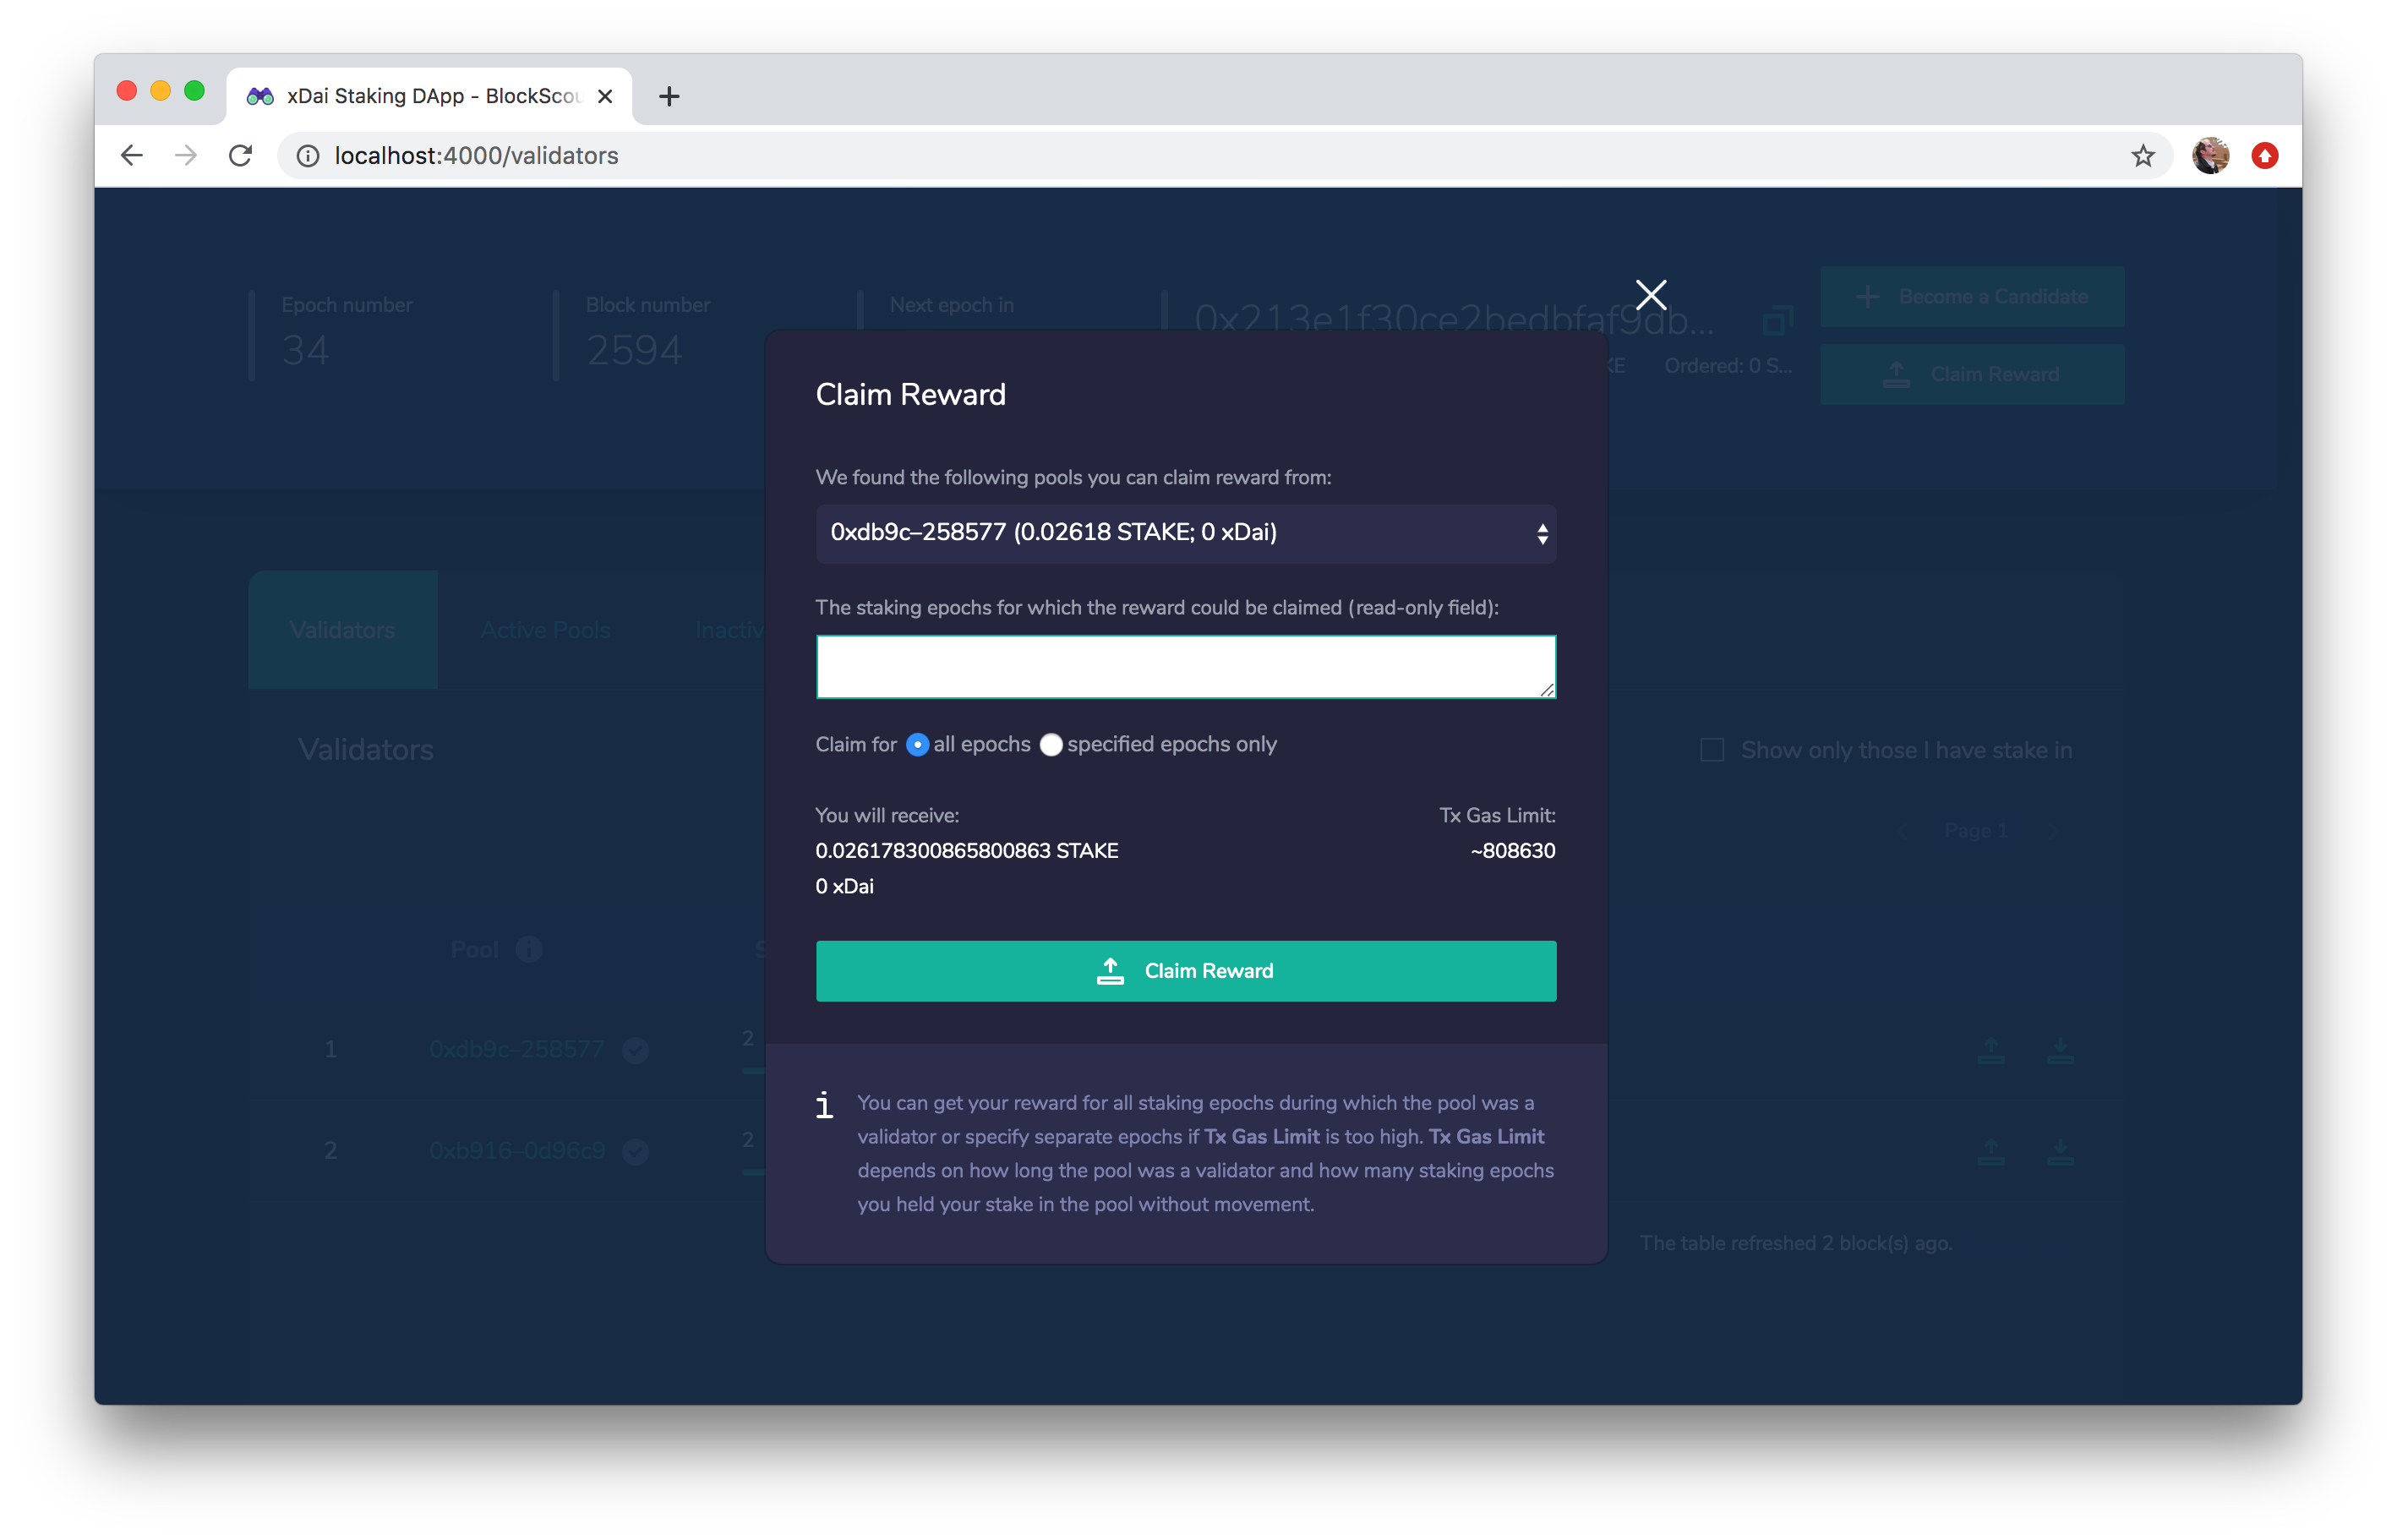 xDai Staking DApp - BlockScou
localhost:4000/validators
Epoch number
34
Block number
2594
Next epoch in
0x213e1f30ce2bedbfaf9db...
Ordered: 0 S...
Become a Candidate
Claim Reward
Claim Reward
We found the following pools you can claim reward from:
0xdb9c–258577 (0.02618 STAKE; 0 xDai)
The staking epochs for which the reward could be claimed (read-only field):
Claim for all epochs specified epochs only
You will receive:
0.026178300865800863 STAKE
0 xDai
Tx Gas Limit:
~808630
Claim Reward
You can get your reward for all staking epochs during which the pool was a
validator or specify separate epochs if Tx Gas Limit is too high. Tx Gas Limit
depends on how long the pool was a validator and how many staking epochs
you held your stake in the pool without movement.
Validators
Active Pools
Inactiv
Validators
Show only those I have stake in
Page 1
Pool
1
0xdb9c–258577
2
2
0xb916–0d96c9
2
The table refreshed 2 block(s) ago.